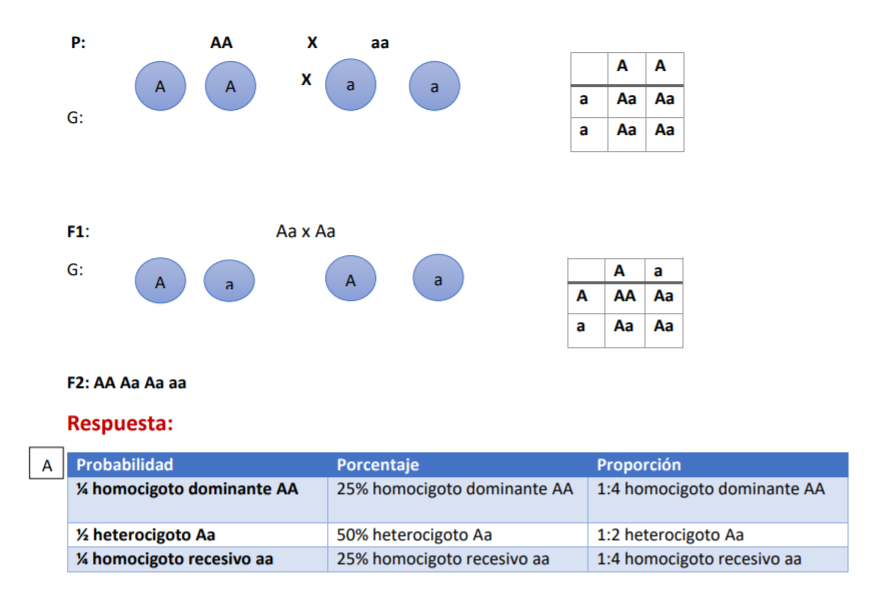 P: AA X aa
A A X a a
G:
A A
a Aa Aa
a Aa Aa
F1: Aa x Aa
G: A a A a
A a
A AA Aa
a Aa Aa
F2: AA Aa Aa aa
Respuesta:
A
Probabilidad Porcentaje Proporción
¼ homocigoto dominante AA 25% homocigoto dominante AA 1:4 homocigoto dominante AA
½ heterocigoto Aa 50% heterocigoto Aa 1:2 heterocigoto Aa
¼ homocigoto recesivo aa 25% homocigoto recesivo aa 1:4 homocigoto recesivo aa